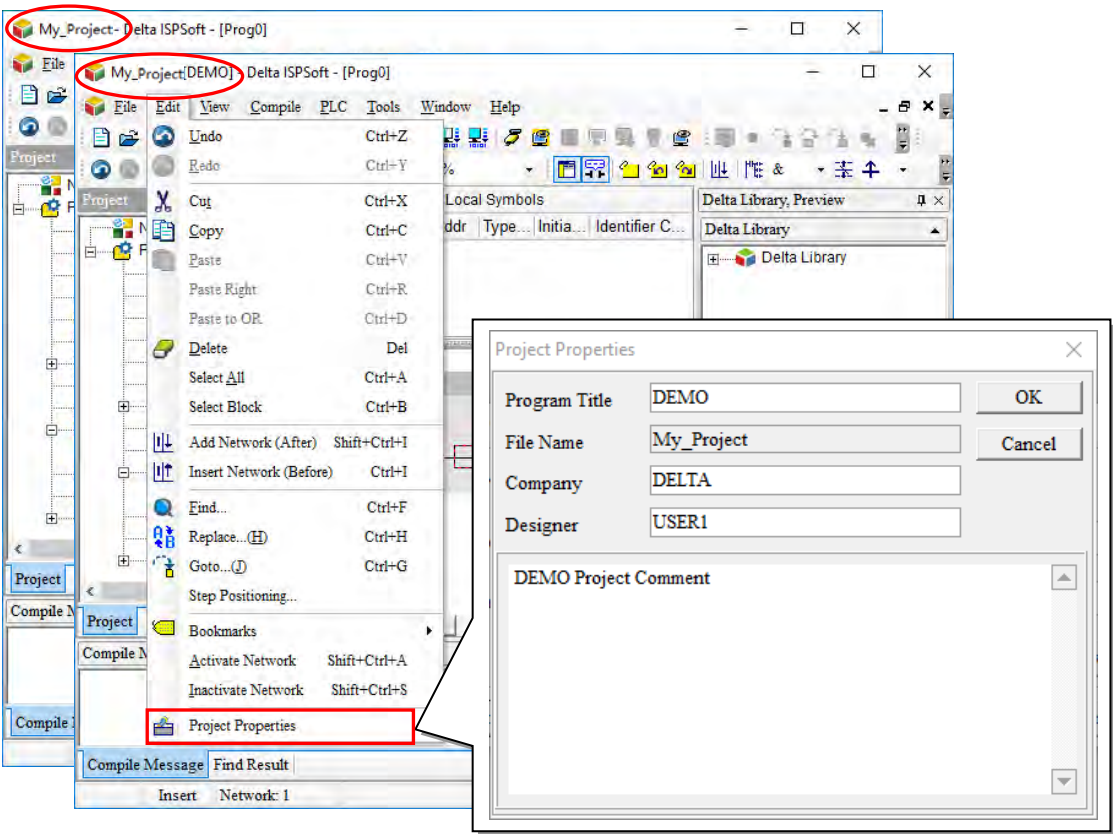 My_Project- Delta ISPSoft - [Prog0]
File
Project
Project
Compile
Compile
My_Project[DEMO] - Delta ISPSoft - [Prog0]
File Edit View Compile PLC Tools Window Help
Undo Ctrl+Z
Redo Ctrl+Y
Cut Ctrl+X
Copy Ctrl+C
Paste Ctrl+V
Paste Right Ctrl+R
Paste to OR Ctrl+D
Delete Del
Select All Ctrl+A
Select Block Ctrl+B
Add Network (After) Shift+Ctrl+I
Insert Network (Before) Ctrl+I
Find... Ctrl+F
Replace...(H) Ctrl+H
Goto...(J) Ctrl+G
Step Positioning...
Bookmarks
Activate Network Shift+Ctrl+A
Inactivate Network Shift+Ctrl+S
Project Properties
Project
Local Symbols
ddr Type... Initia... Identifier C...
Delta Library, Preview
Delta Library
Delta Library
Project
Compile
Compile Message Find Result
Insert Network: 1
Project Properties
Program Title DEMO OK
File Name My_Project Cancel
Company DELTA
Designer USER1
DEMO Project Comment